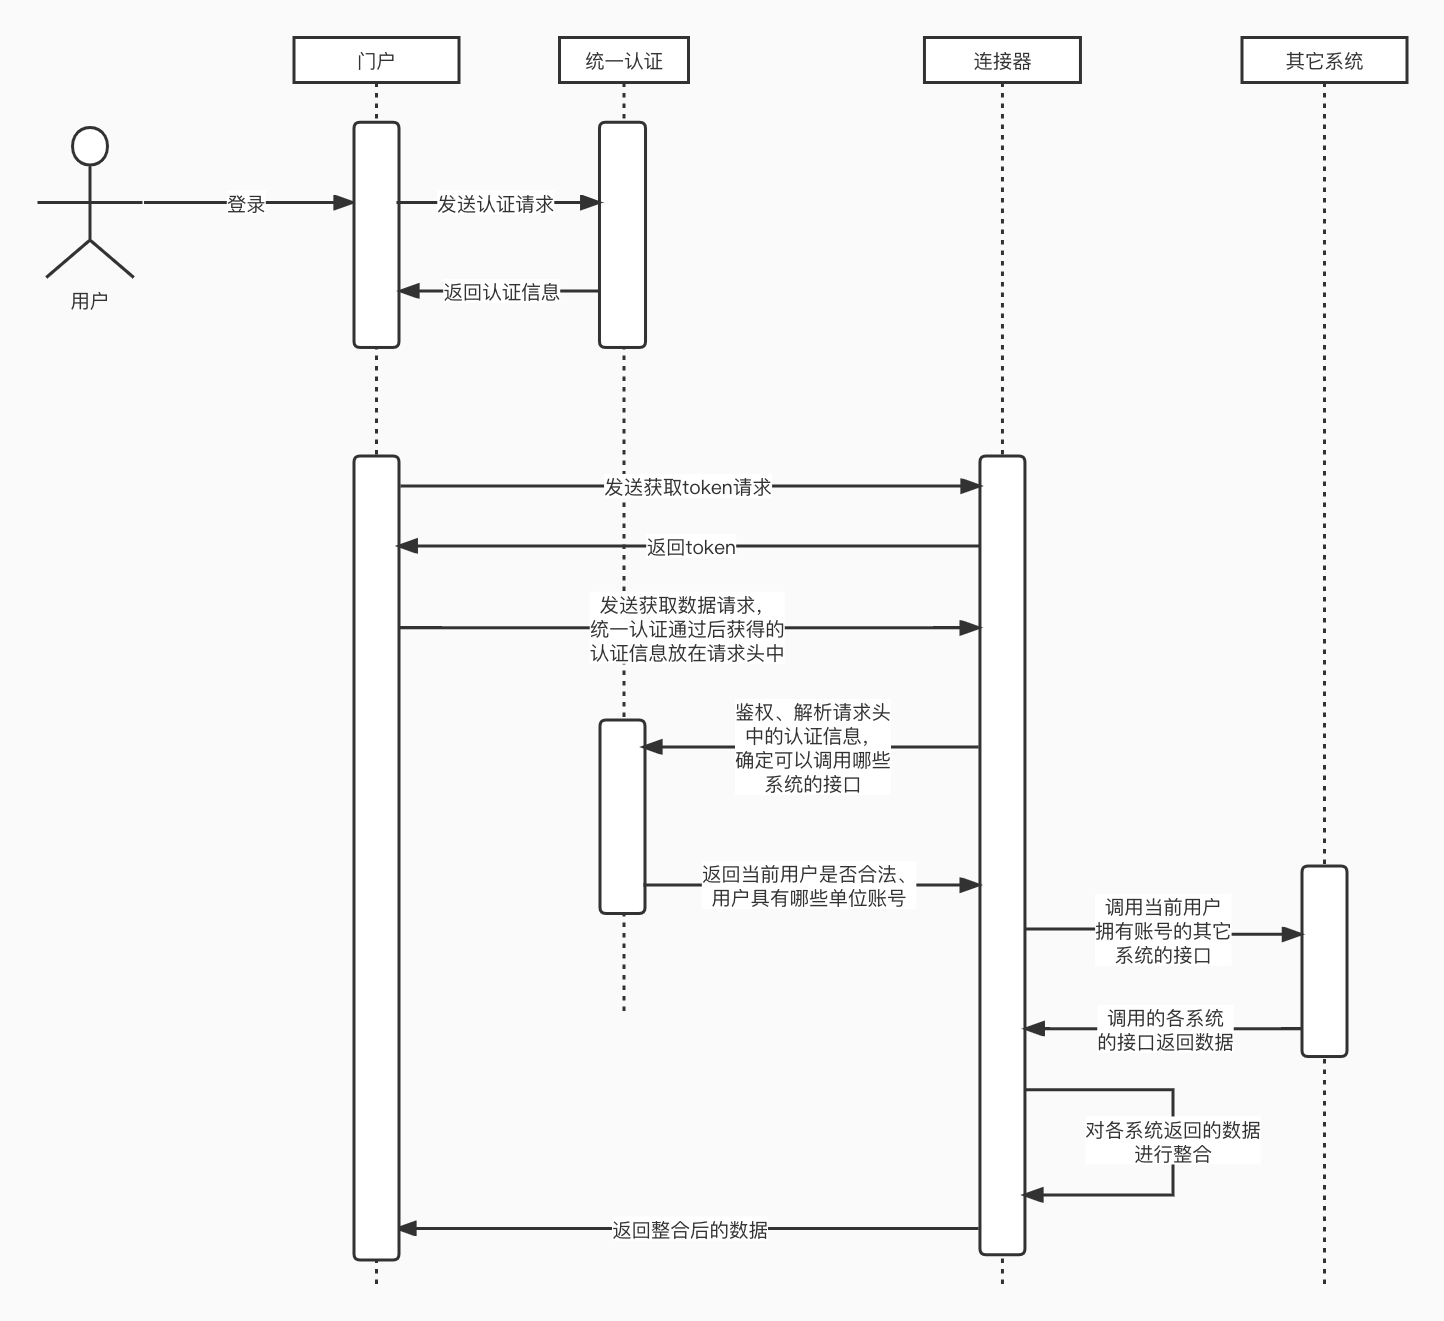 门户
统一认证
连接器
其它系统
登录
发送认证请求
返回认证信息
用户
发送获取token请求
返回token
发送获取数据请求，
统一认证通过后获得的
认证信息放在请求头中
鉴权、解析请求头
中的认证信息，
确定可以调用哪些
系统的接口
返回当前用户是否合法、
用户具有哪些单位账号
调用当前用户
拥有账号的其它
系统的接口
调用的各系统
的接口返回数据
对各系统返回的数据
进行整合
返回整合后的数据